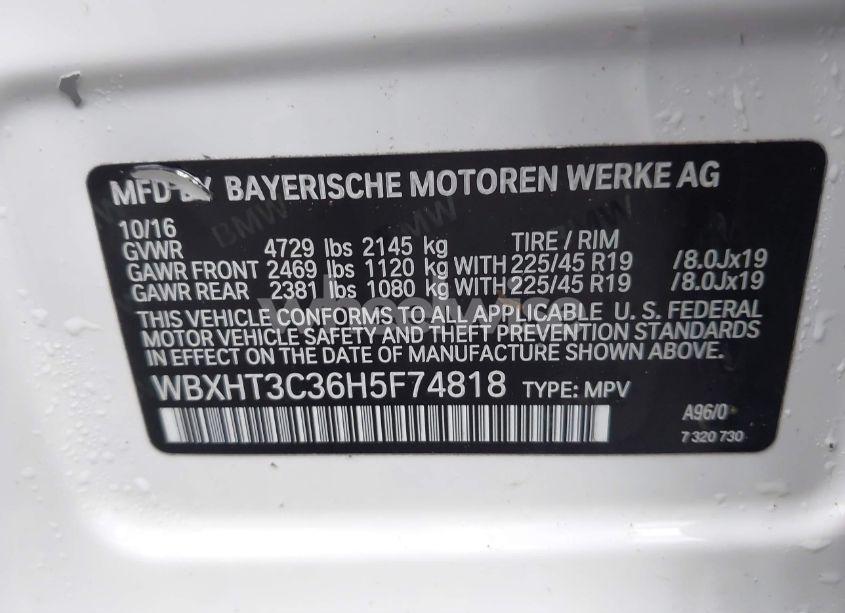 MFD BY BAYERISCHE MOTOREN WERKE AG
10/16
GVWR 4729 lbs 2145 kg TIRE / RIM
GAWR FRONT 2469 lbs 1120 kg WITH 225/45 R19 /8.0Jx19
GAWR REAR 2381 lbs 1080 kg WITH 225/45 R19 /8.0Jx19
THIS VEHICLE CONFORMS TO ALL APPLICABLE U. S. FEDERAL
MOTOR VEHICLE SAFETY AND THEFT PREVENTION STANDARDS
IN EFFECT ON THE DATE OF MANUFACTURE SHOWN ABOVE.
WBXHT3C36H5F74818 TYPE: MPV
A96/0
7 320 730